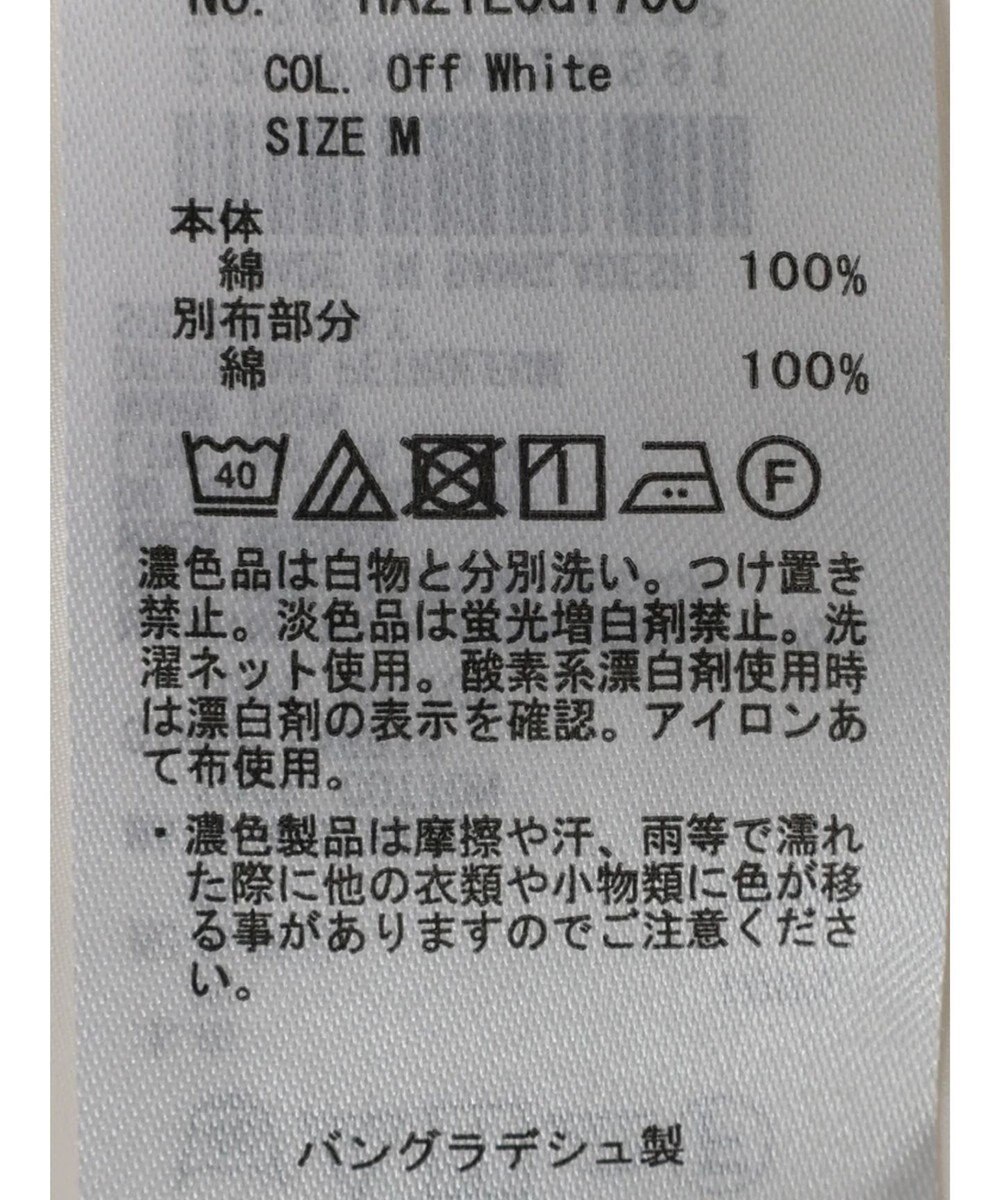 COL. Off White
SIZE M
本体
綿 100%
別布部分
綿 100%
40 F
濃色品は白物と分別洗い。つけ置き
禁止。淡色品は蛍光増白剤禁止。洗
濯ネット使用。酸素系漂白剤使用時
は漂白剤の表示を確認。アイロンあ
て布使用。
・濃色製品は摩擦や汗、雨等で濡れ
た際に他の衣類や小物類に色が移
る事がありますのでご注意くださ
い。
バングラデシュ製